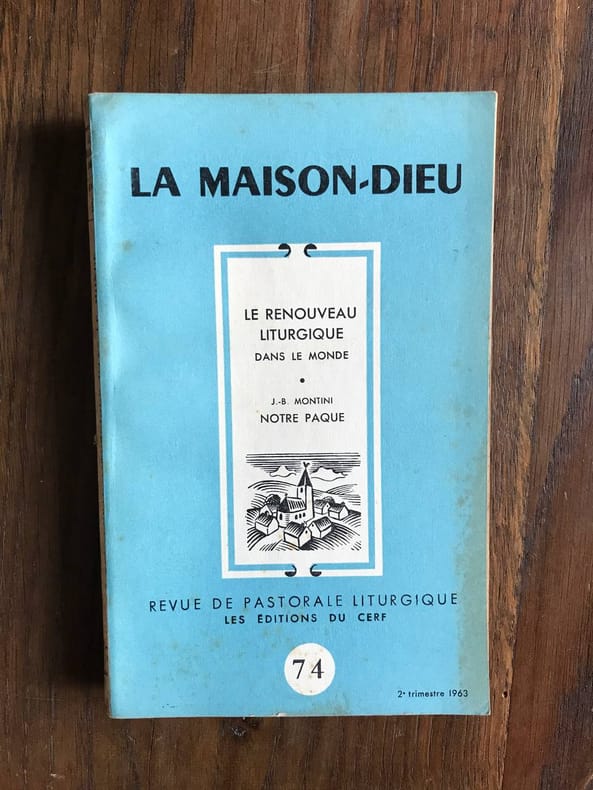 LA MAISON-DIEU
LE RENOUVEAU
LITURGIQUE
DANS LE MONDE
•
J.-B. MONTINI
NOTRE PAQUE
REVUE DE PASTORALE LITURGIQUE
LES ÉDITIONS DU CERF
74
2e trimestre 1963